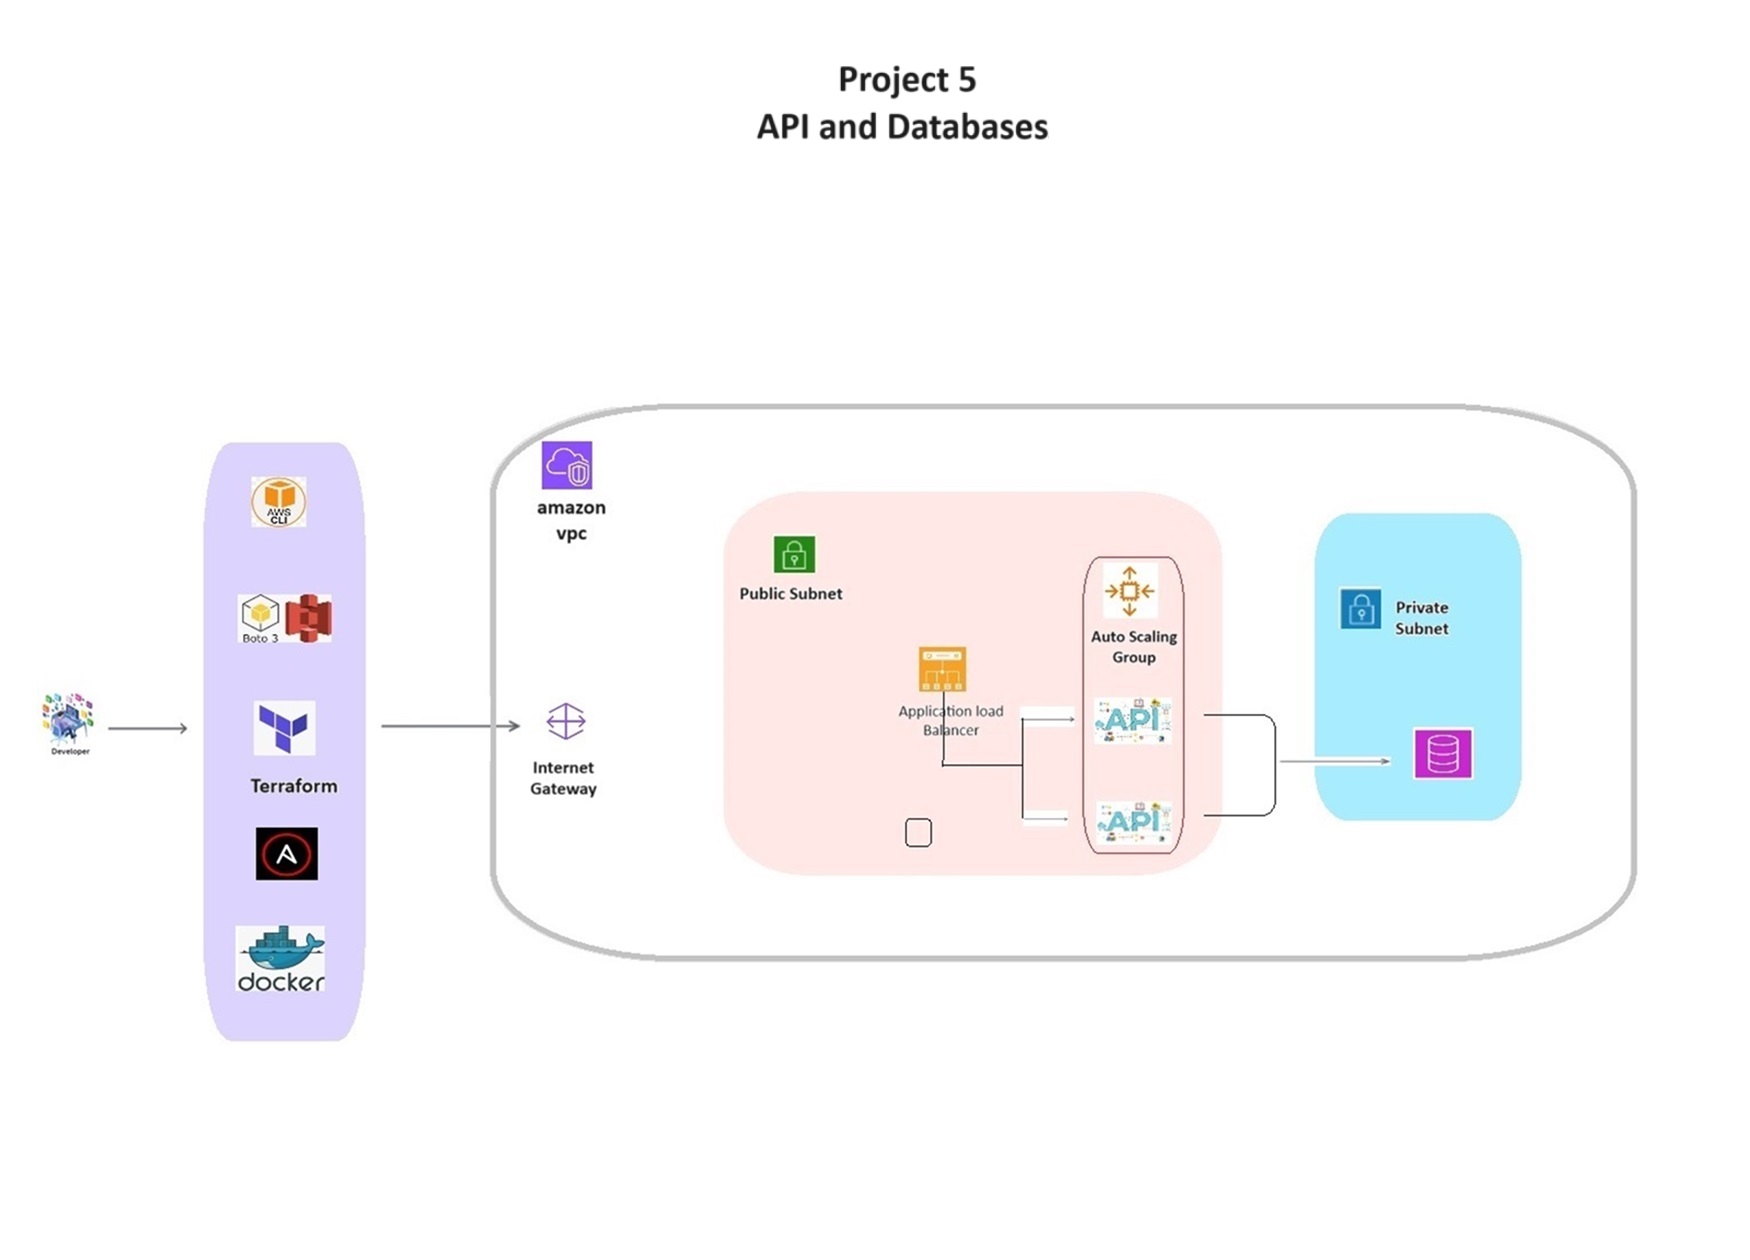 Project 5
API and Databases
AWS
CLI
Boto 3
Terraform
docker
Developer
amazon
vpc
Internet
Gateway
Public Subnet
Application load
Balancer
Auto Scaling
Group
API
API
Private
Subnet